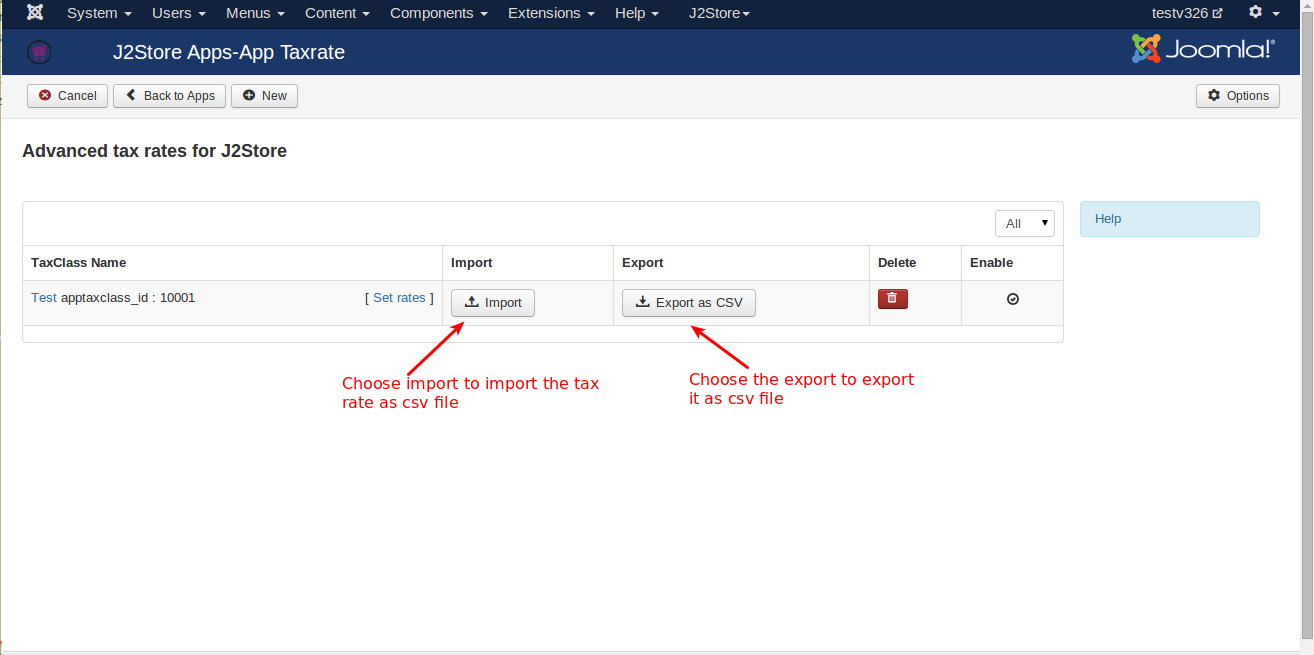 System Users Menus Content Components Extensions Help J2Store testv326
J2Store Apps-App Taxrate Joomla!®
Cancel Back to Apps New Options
Advanced tax rates for J2Store
All
Help
TaxClass Name Import Export Delete Enable
Test apptaxclass_id : 10001 [ Set rates ] Import Export as CSV
Choose import to import the tax
rate as csv file
Choose the export to export
it as csv file